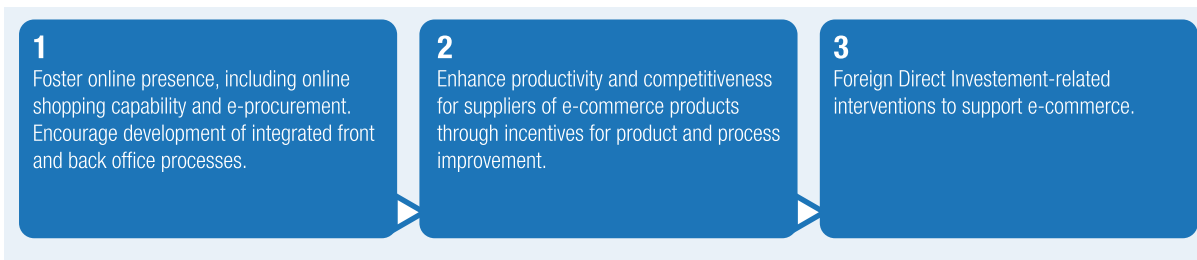 1
Foster online presence, including online
shopping capability and e-procurement.
Encourage development of integrated front
and back office processes.
2
Enhance productivity and competitiveness
for suppliers of e-commerce products
through incentives for product and process
improvement.
3
Foreign Direct Investement-related
interventions to support e-commerce.